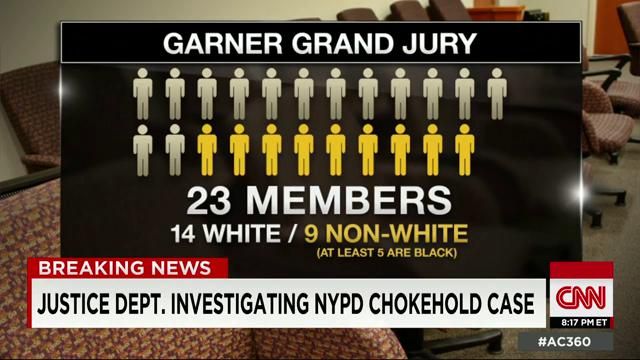 GARNER GRAND JURY
23 MEMBERS
14 WHITE / 9 NON-WHITE
(AT LEAST 5 ARE BLACK)
BREAKING NEWS
JUSTICE DEPT. INVESTIGATING NYPD CHOKEHOLD CASE
CNN
8:17 PM ET
#AC360